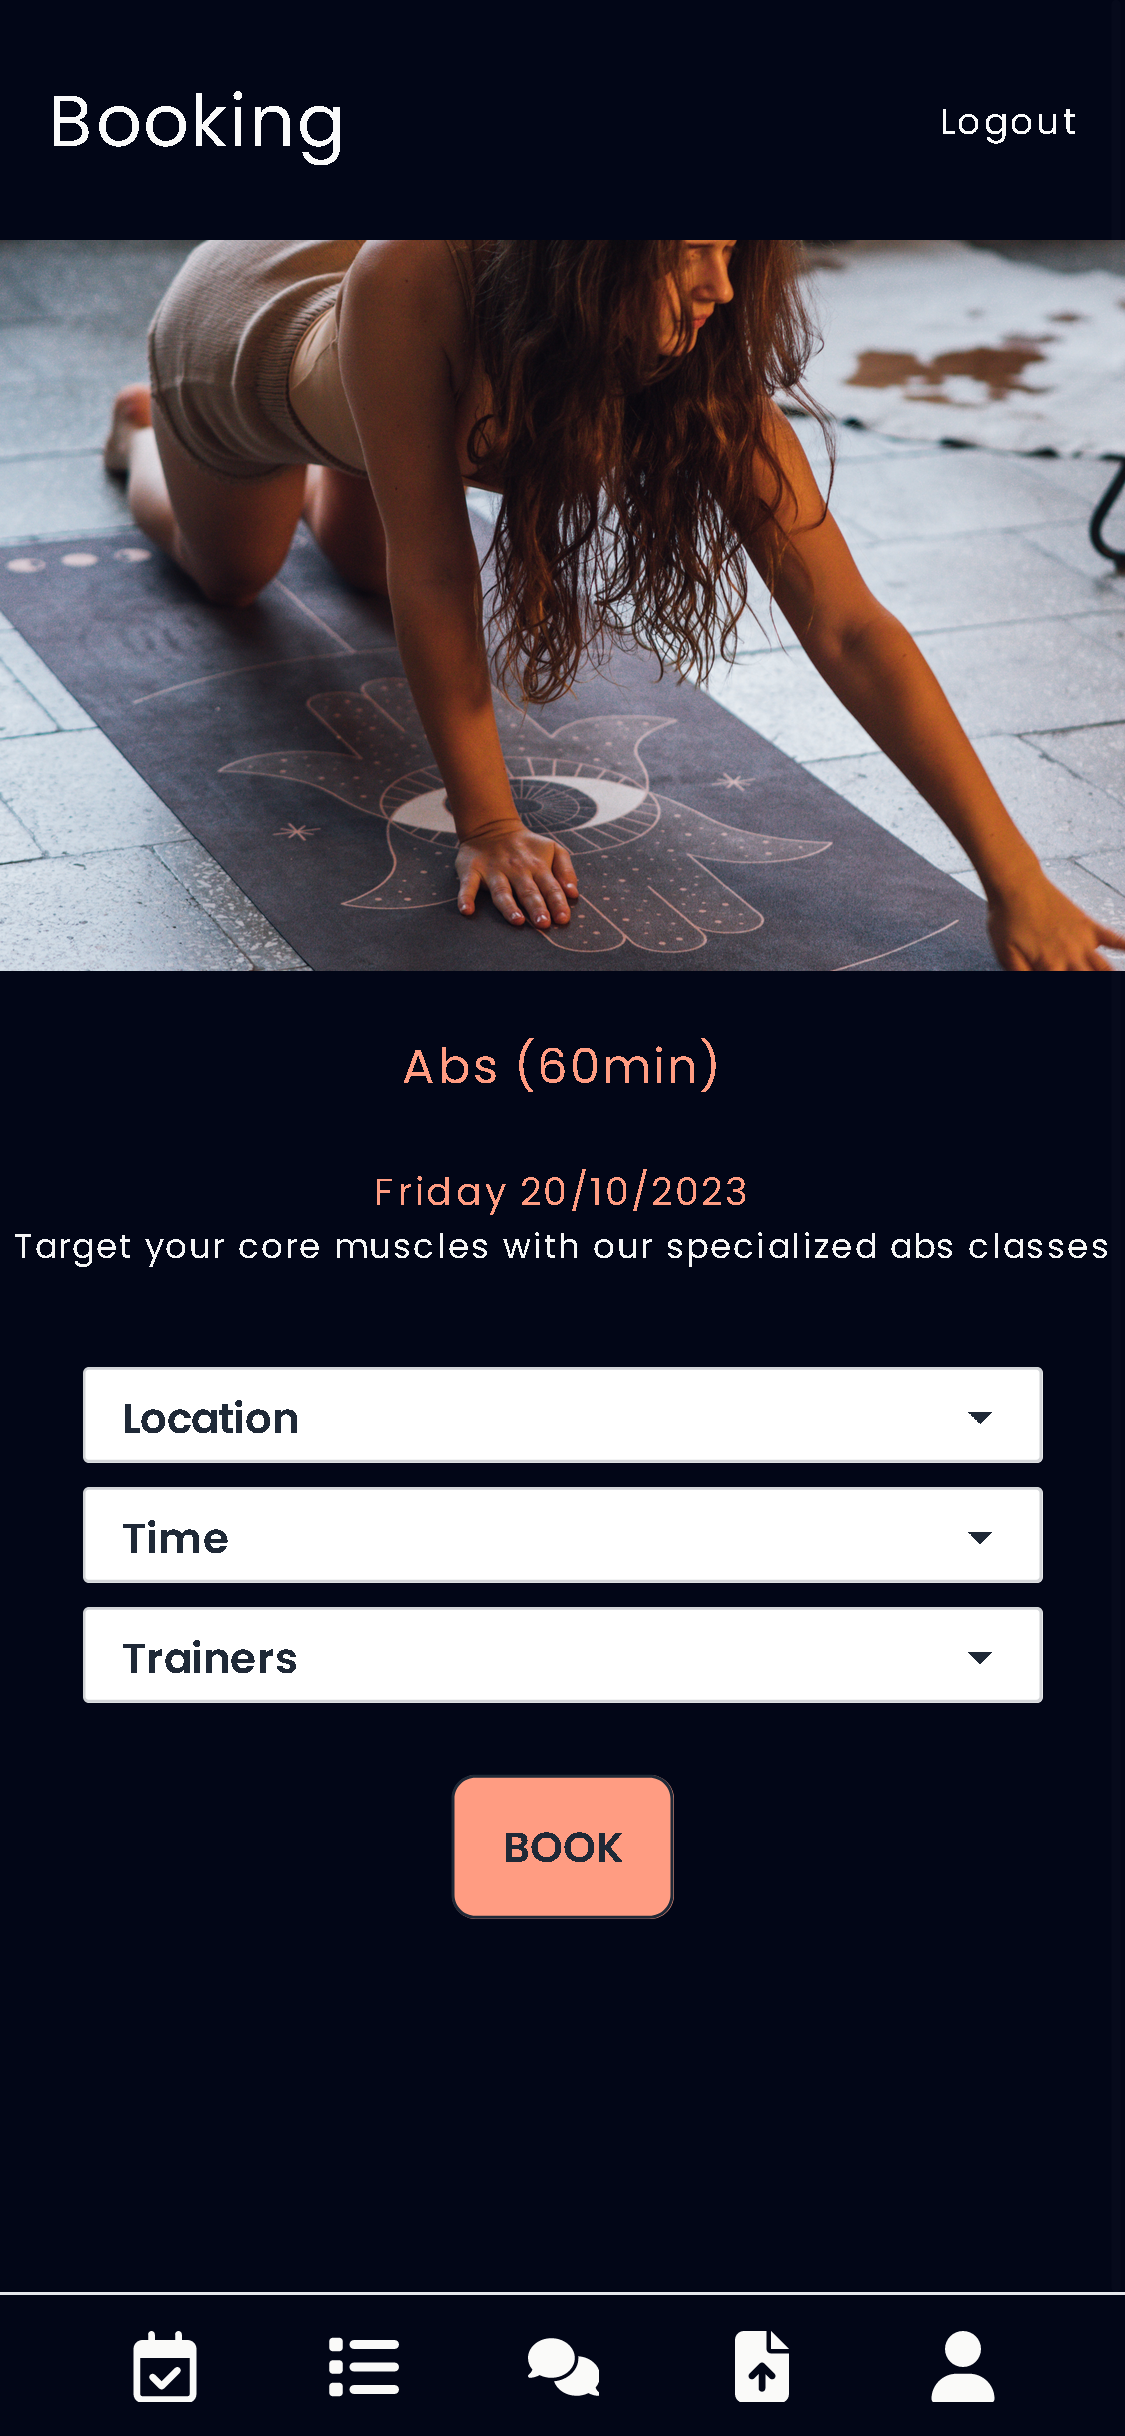 Booking
Logout
Abs (60min)
Friday 20/10/2023
Target your core muscles with our specialized abs classes
Location
Time
Trainers
BOOK